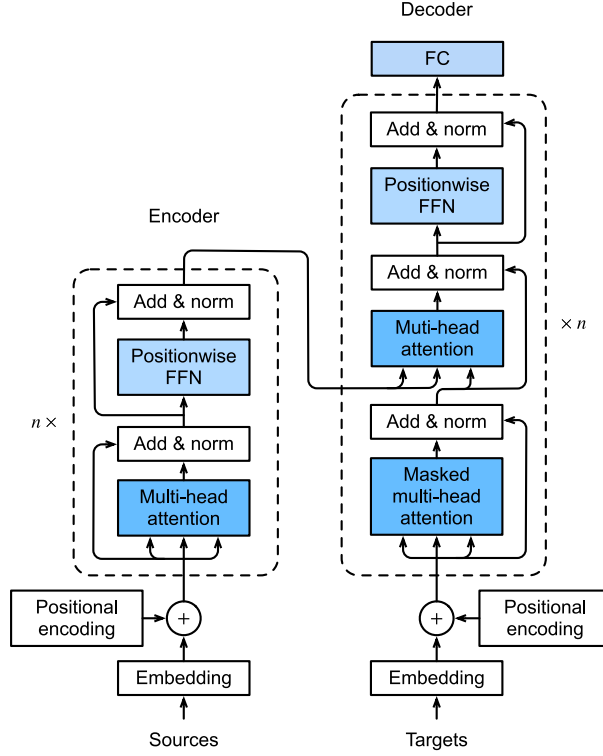 Decoder
FC
Add & norm
Positionwise
FFN
Encoder
Add & norm
Add & norm
Muti-head
attention
× n
Positionwise
FFN
n ×
Add & norm
Add & norm
Multi-head
attention
Masked
multi-head
attention
Positional
encoding
+
+
Positional
encoding
Embedding
Embedding
Sources
Targets